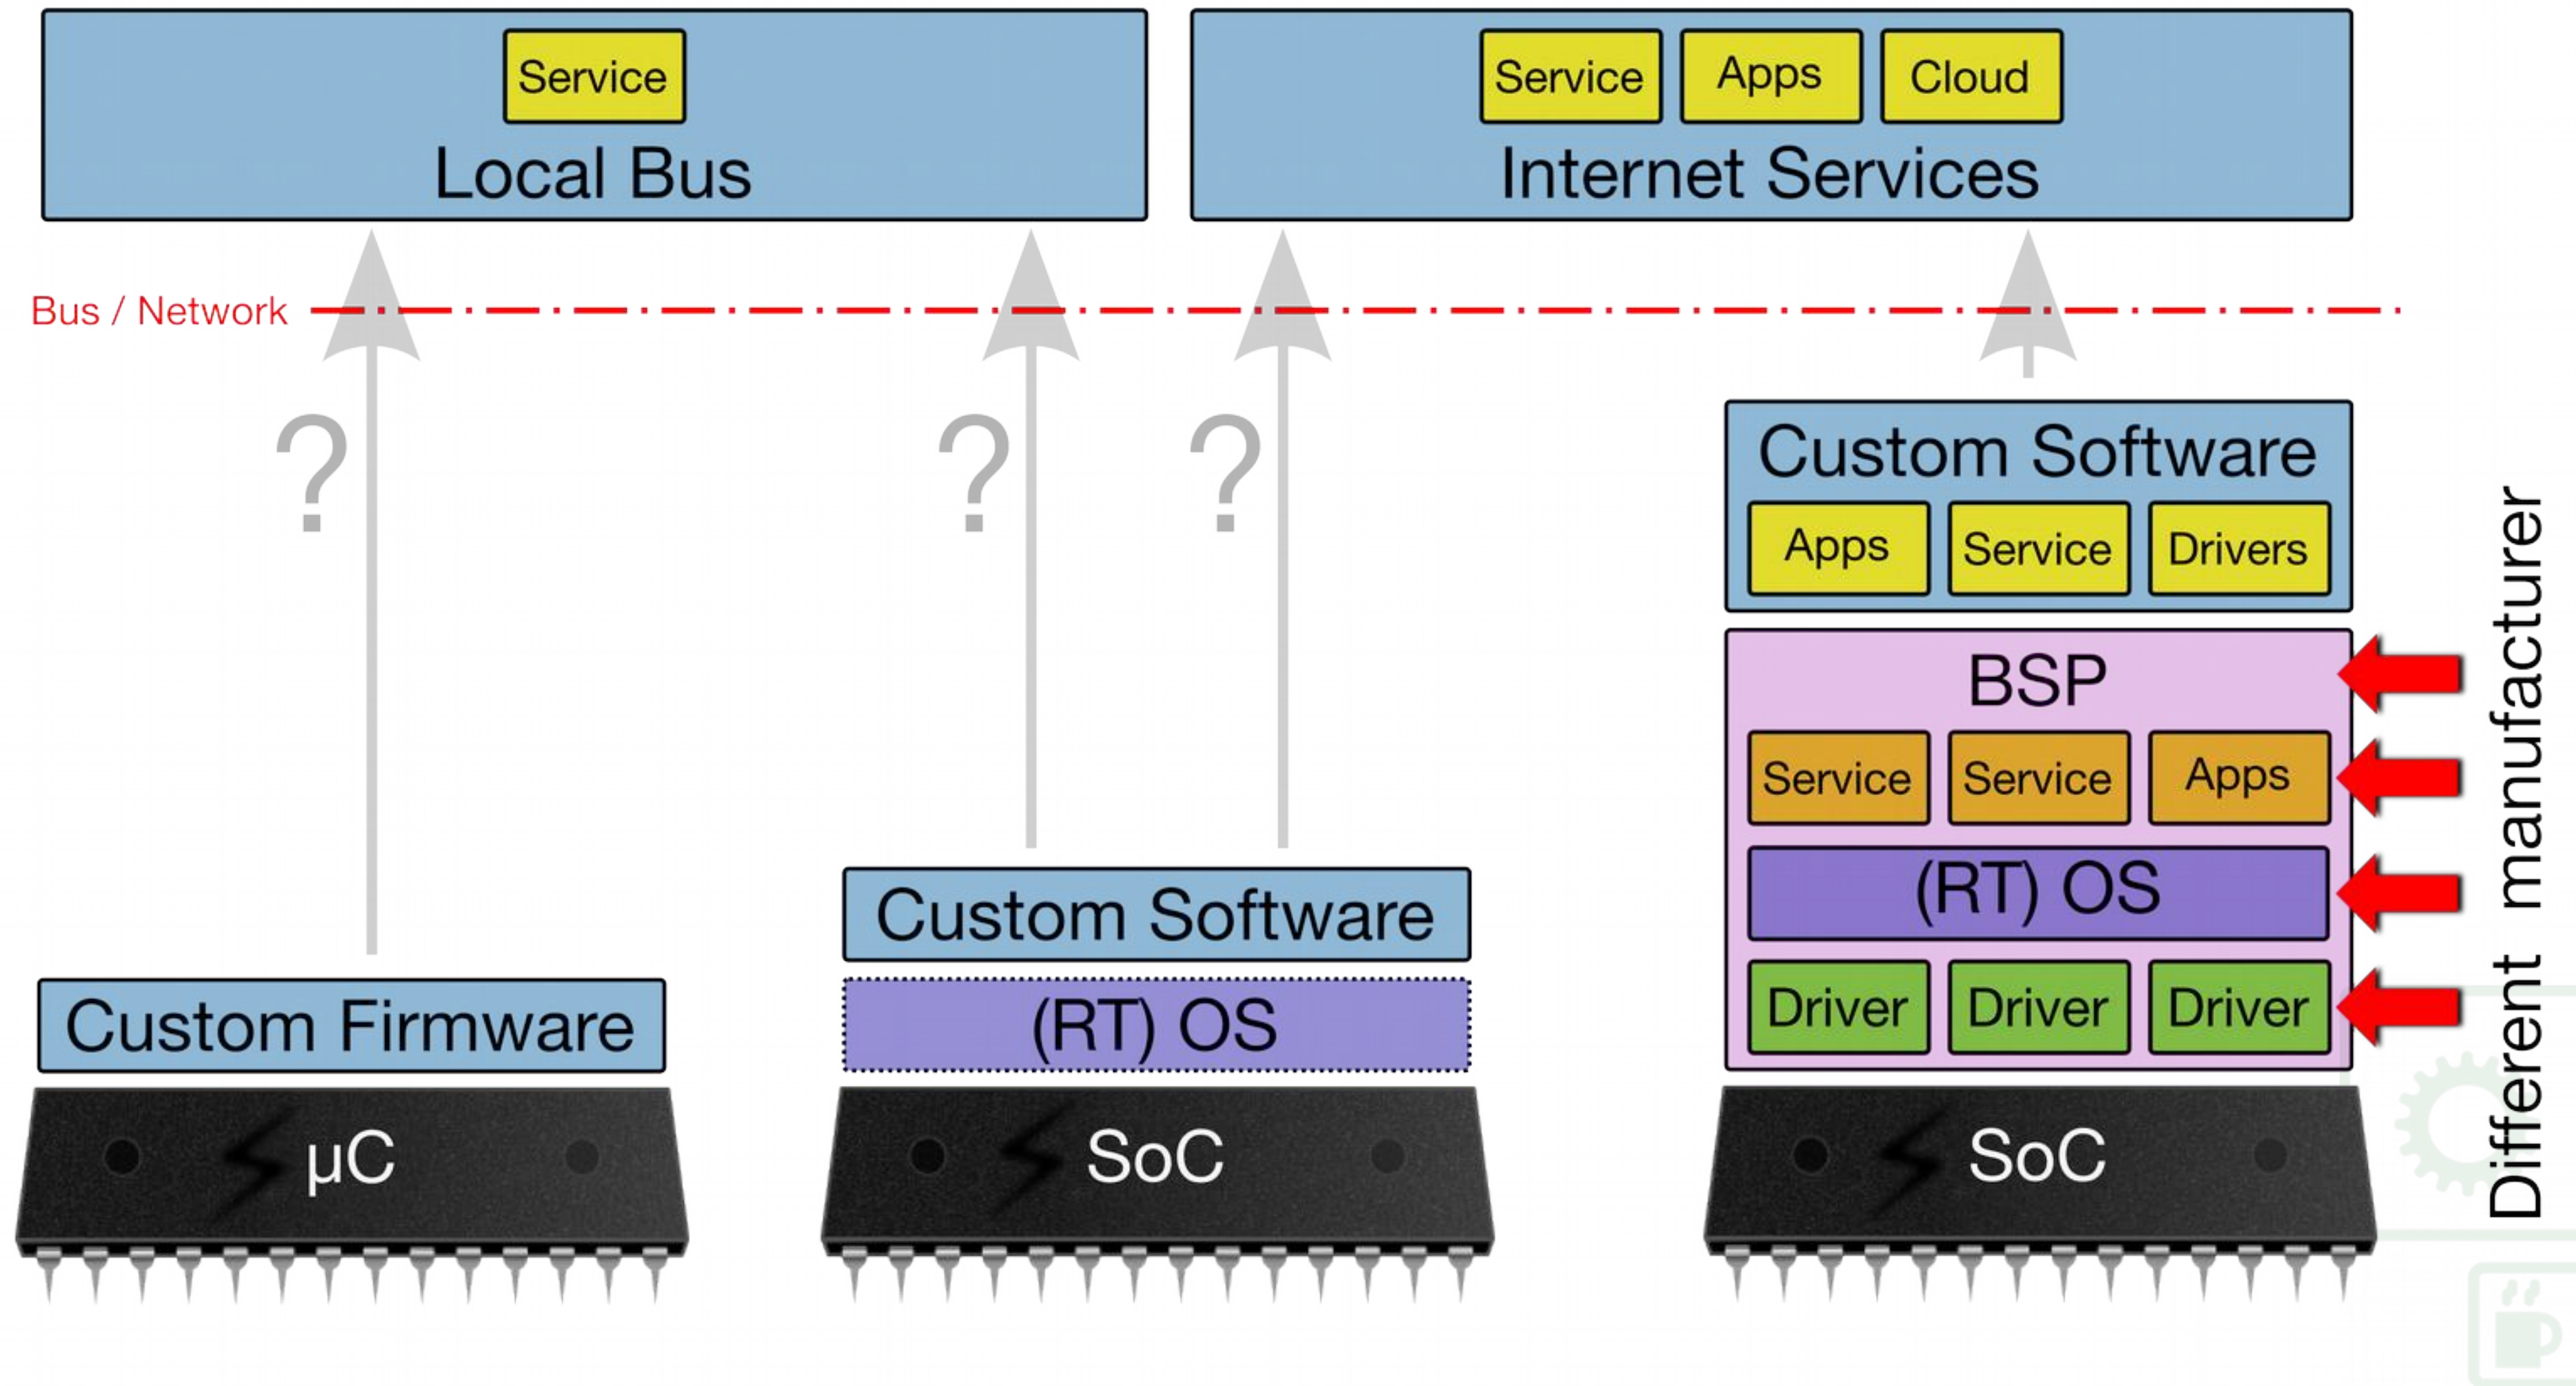 Service
Local Bus
Service Apps Cloud
Internet Services
Bus / Network
? ? ?
Custom Software
Apps Service Drivers
BSP
Service Service Apps
(RT) OS
Driver Driver Driver
SoC
Custom Software
(RT) OS
SoC
Custom Firmware
µC
Different manufacturer